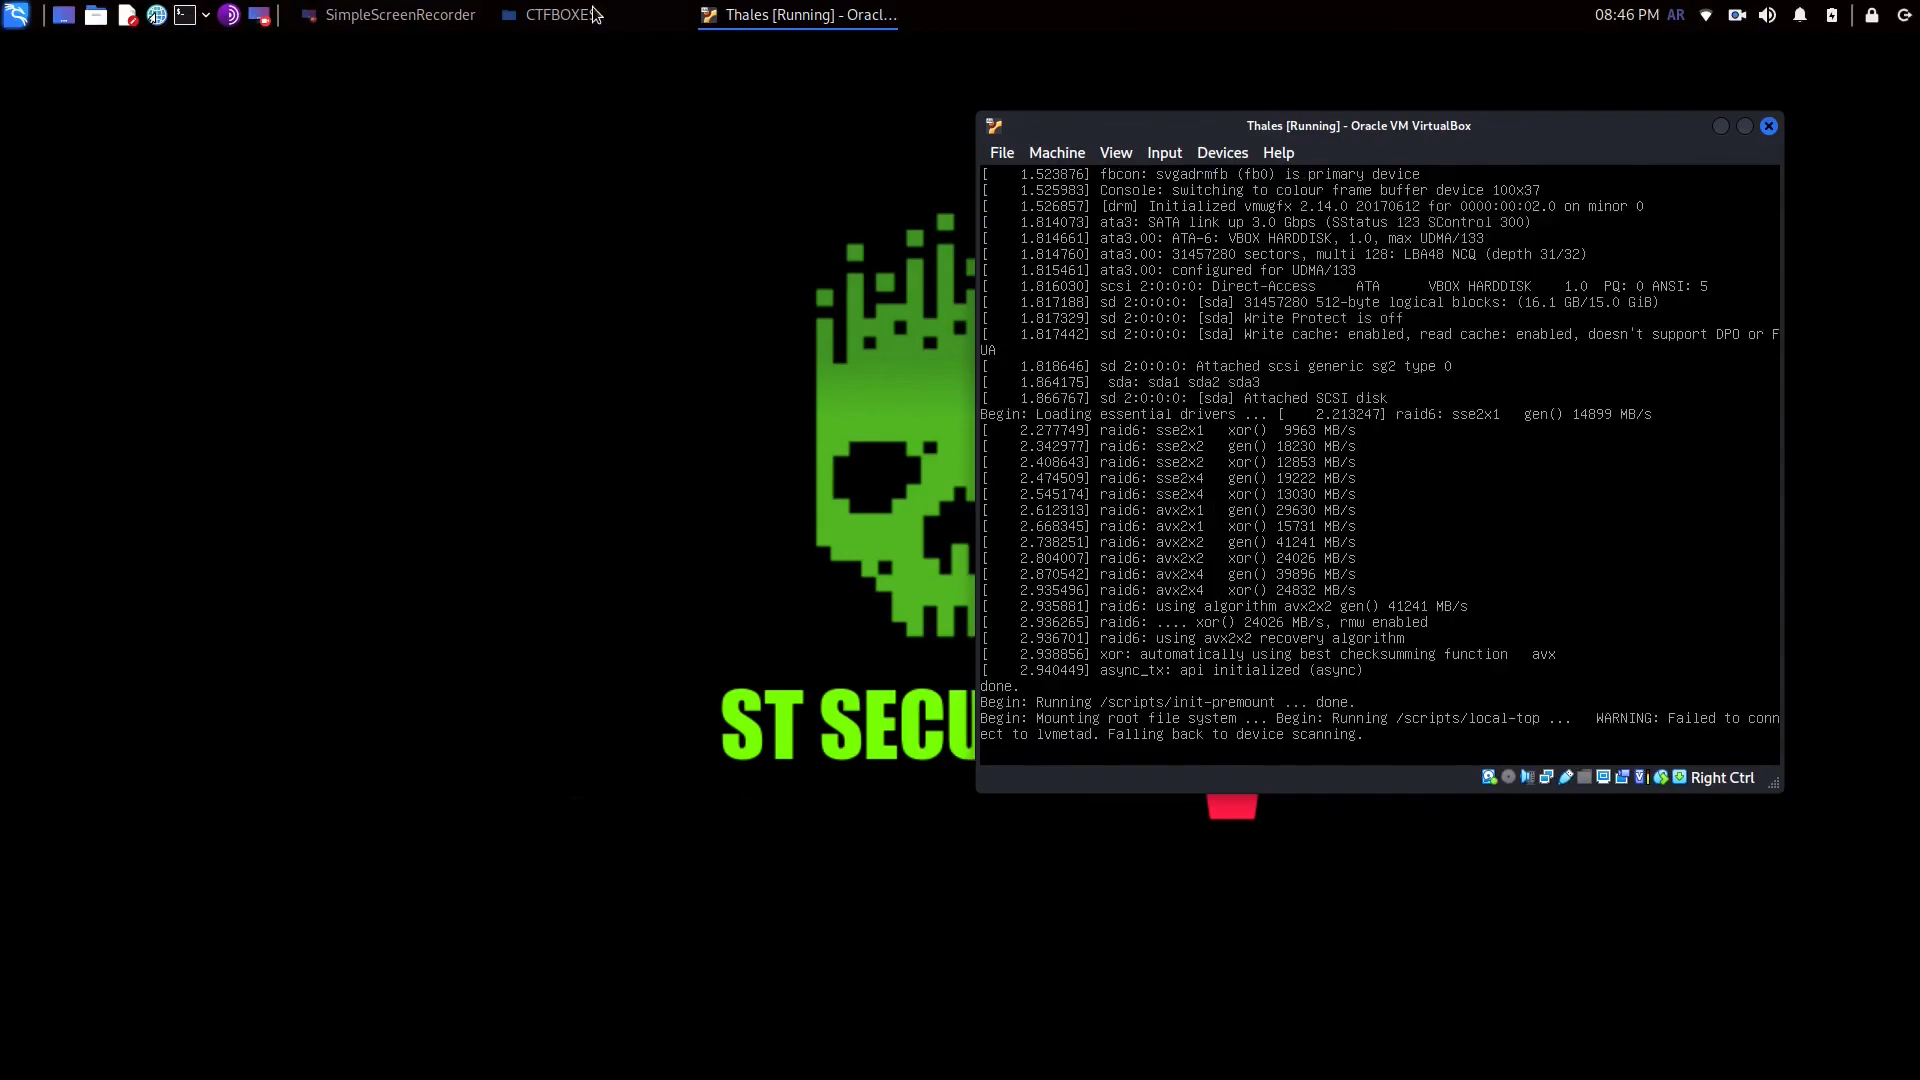 SimpleScreenRecorder
CTFBOXES
Thales [Running] - Oracl...
08:46 PM AR
Thales [Running] - Oracle VM VirtualBox
File Machine View Input Devices Help
[    1.523876] fbcon: svgadrmfb (fb0) is primary device
[    1.525983] Console: switching to colour frame buffer device 100x37
[    1.526857] [drm] Initialized vmwgfx 2.14.0 20170612 for 0000:00:02.0 on minor 0
[    1.814073] ata3: SATA link up 3.0 Gbps (SStatus 123 SControl 300)
[    1.814661] ata3.00: ATA-6: VBOX HARDDISK, 1.0, max UDMA/133
[    1.814760] ata3.00: 31457280 sectors, multi 128: LBA48 NCQ (depth 31/32)
[    1.815461] ata3.00: configured for UDMA/133
[    1.816030] scsi 2:0:0:0: Direct-Access     ATA      VBOX HARDDISK    1.0  PQ: 0 ANSI: 5
[    1.817188] sd 2:0:0:0: [sda] 31457280 512-byte logical blocks: (16.1 GB/15.0 GiB)
[    1.817329] sd 2:0:0:0: [sda] Write Protect is off
[    1.817442] sd 2:0:0:0: [sda] Write cache: enabled, read cache: enabled, doesn't support DPO or F
UA
[    1.818646] sd 2:0:0:0: Attached scsi generic sg2 type 0
[    1.864175]  sda: sda1 sda2 sda3
[    1.866767] sd 2:0:0:0: [sda] Attached SCSI disk
Begin: Loading essential drivers ... [    2.213247] raid6: sse2x1   gen() 14899 MB/s
[    2.277749] raid6: sse2x1   xor()  9963 MB/s
[    2.342977] raid6: sse2x2   gen() 18230 MB/s
[    2.408643] raid6: sse2x2   xor() 12853 MB/s
[    2.474509] raid6: sse2x4   gen() 19222 MB/s
[    2.545174] raid6: sse2x4   xor() 13030 MB/s
[    2.612313] raid6: avx2x1   gen() 29630 MB/s
[    2.668345] raid6: avx2x1   xor() 15731 MB/s
[    2.738251] raid6: avx2x2   gen() 41241 MB/s
[    2.804007] raid6: avx2x2   xor() 24026 MB/s
[    2.870542] raid6: avx2x4   gen() 39896 MB/s
[    2.935496] raid6: avx2x4   xor() 24832 MB/s
[    2.935881] raid6: using algorithm avx2x2 gen() 41241 MB/s
[    2.936265] raid6: .... xor() 24026 MB/s, rmw enabled
[    2.936701] raid6: using avx2x2 recovery algorithm
[    2.938856] xor: automatically using best checksumming function   avx
[    2.940449] async_tx: api initialized (async)
done.
Begin: Running /scripts/init-premount ... done.
Begin: Mounting root file system ... Begin: Running /scripts/local-top ...   WARNING: Failed to conn
ect to lvmetad. Falling back to device scanning.
Right Ctrl
ST SECU